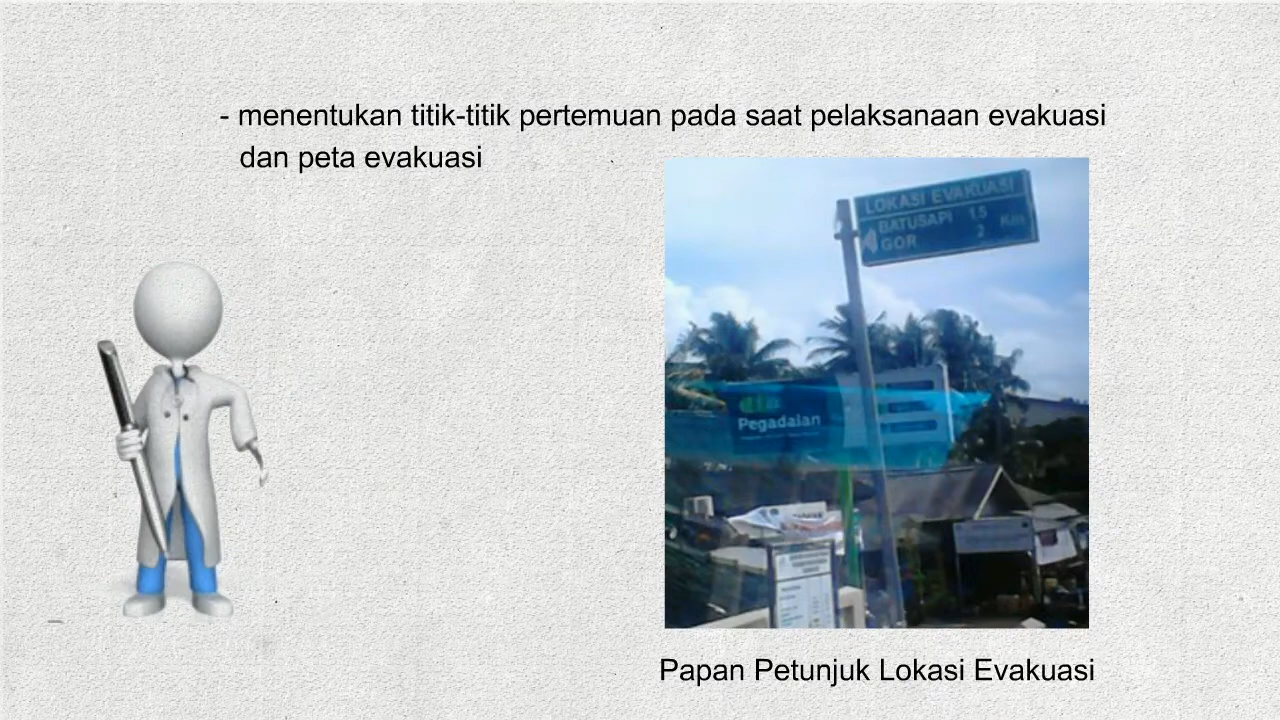 - menentukan titik-titik pertemuan pada saat pelaksanaan evakuasi
dan peta evakuasi
LOKASI EVAKUASI
BATUSAPI 1.5 Km
GOR 2
Pegadaian
Papan Petunjuk Lokasi Evakuasi